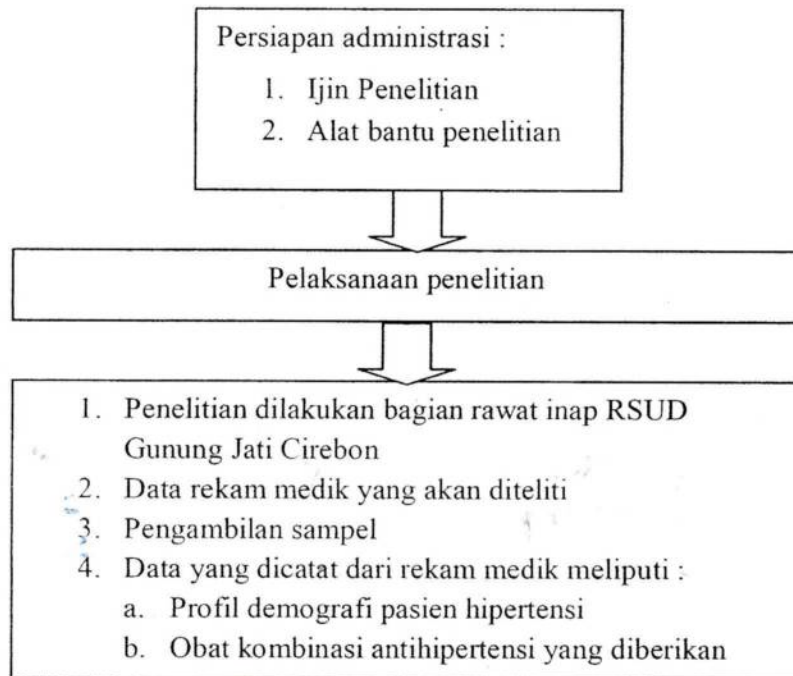 Persiapan administrasi :
1. Ijin Penelitian
2. Alat bantu penelitian
Pelaksanaan penelitian
1. Penelitian dilakukan bagian rawat inap RSUD
Gunung Jati Cirebon
2. Data rekam medik yang akan diteliti
3. Pengambilan sampel
4. Data yang dicatat dari rekam medik meliputi :
a. Profil demografi pasien hipertensi
b. Obat kombinasi antihipertensi yang diberikan